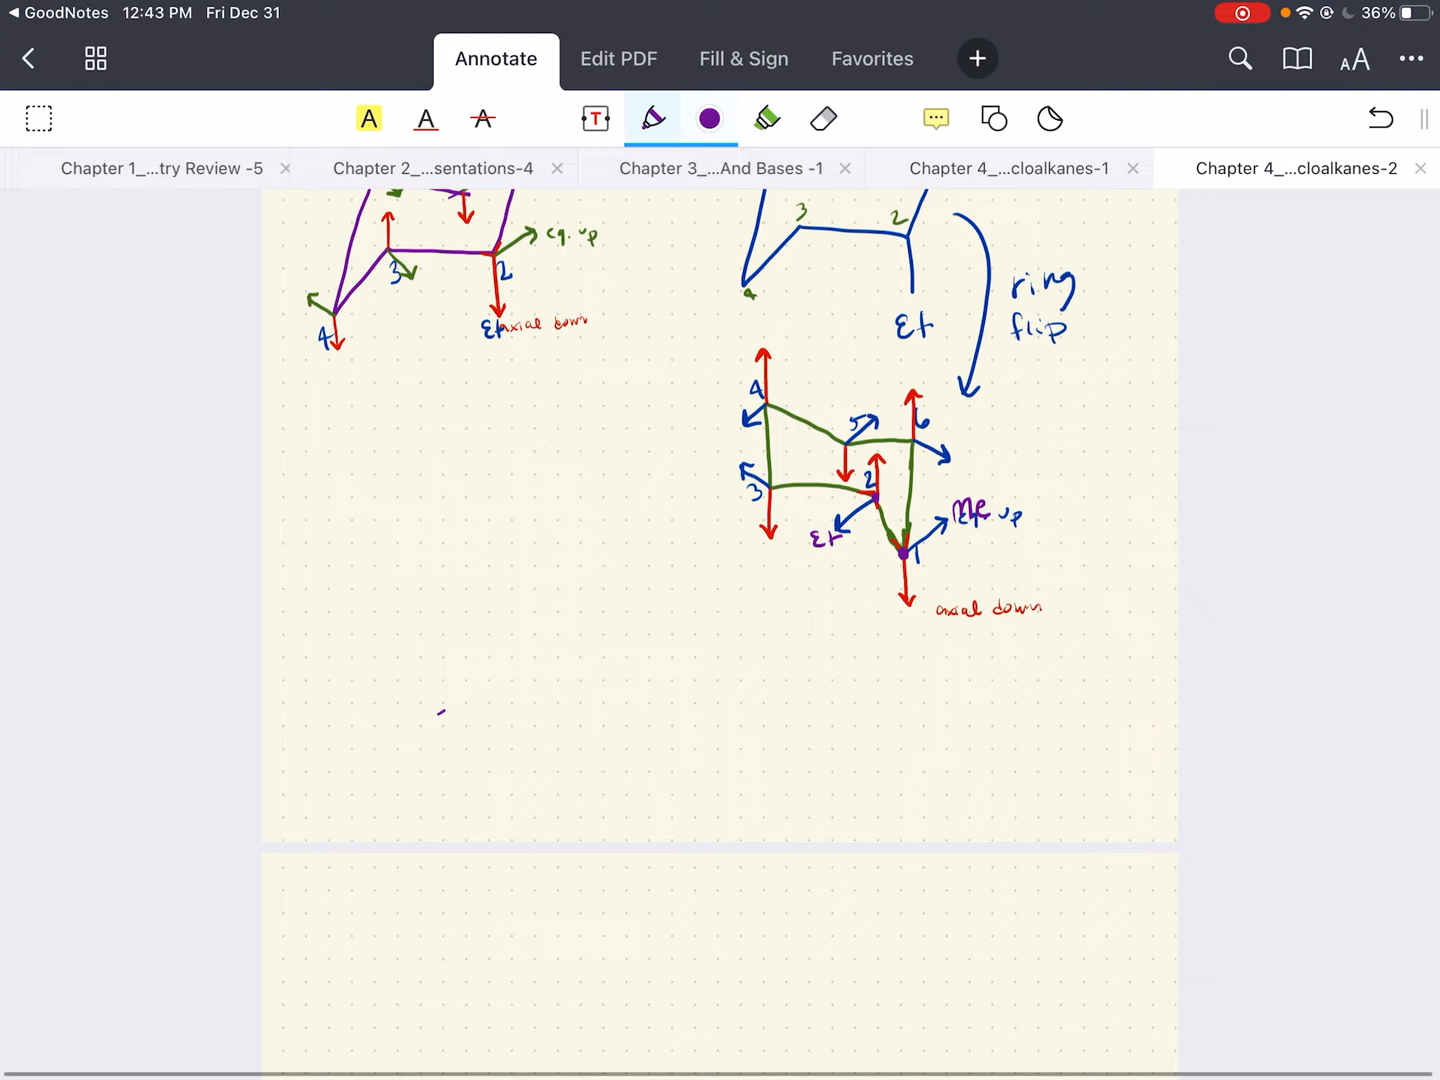 GoodNotes 12:43 PM Fri Dec 31 36%
Annotate Edit PDF Fill & Sign Favorites
A A A T AA
Chapter 1_...try Review -5 Chapter 2_...sentations-4 Chapter 3_...And Bases -1 Chapter 4_...cloalkanes-1 Chapter 4_...cloalkanes-2
eq. up
3 2
4
Et axial down
3 2
4
Et
ring
flip
4
5 6
3 2
Et
Me
up
1
axial down